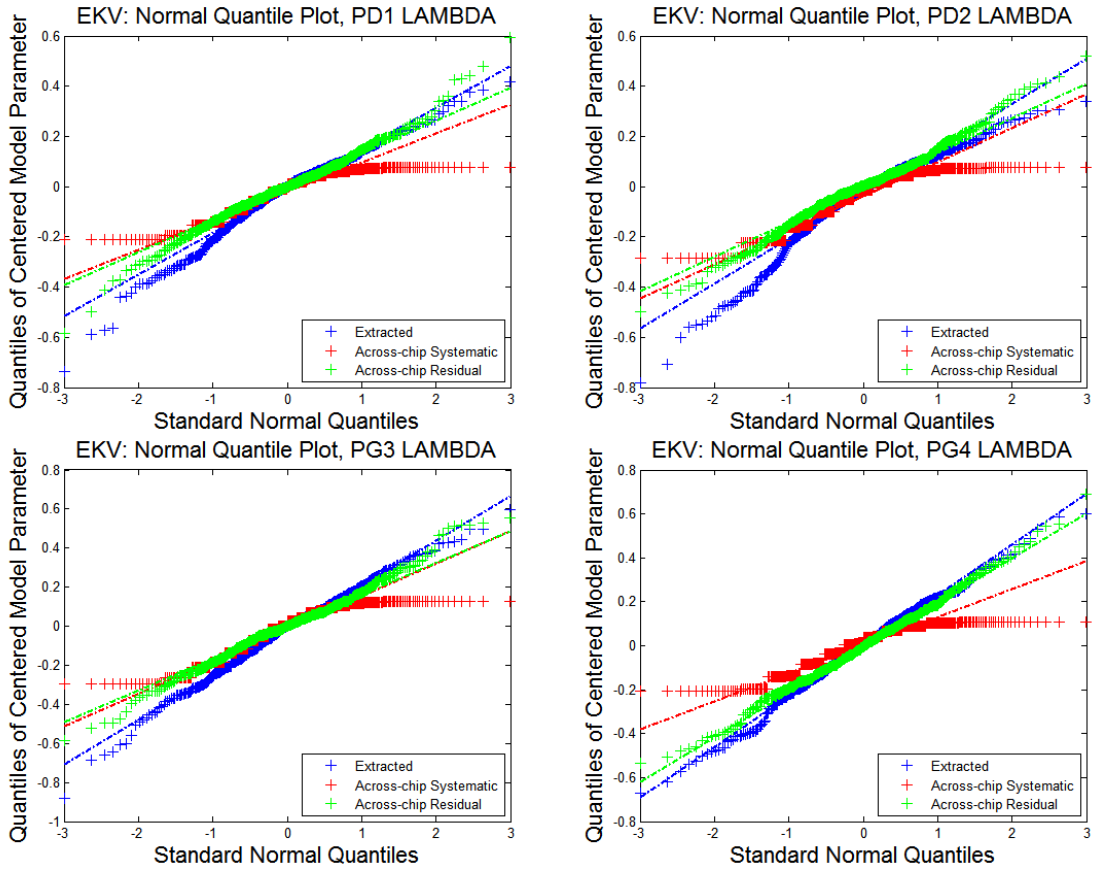 EKV: Normal Quantile Plot, PD1 LAMBDA
Quantiles of Centered Model Parameter
0.6
0.4
0.2
0
-0.2
-0.4
-0.6
-0.8
Extracted
Across-chip Systematic
Across-chip Residual
-3 -2 -1 0 1 2 3
Standard Normal Quantiles
EKV: Normal Quantile Plot, PD2 LAMBDA
Quantiles of Centered Model Parameter
0.6
0.4
0.2
0
-0.2
-0.4
-0.6
-0.8
Extracted
Across-chip Systematic
Across-chip Residual
-3 -2 -1 0 1 2 3
Standard Normal Quantiles
EKV: Normal Quantile Plot, PG3 LAMBDA
Quantiles of Centered Model Parameter
0.8
0.6
0.4
0.2
0
-0.2
-0.4
-0.6
-0.8
-1
Extracted
Across-chip Systematic
Across-chip Residual
-3 -2 -1 0 1 2 3
Standard Normal Quantiles
EKV: Normal Quantile Plot, PG4 LAMBDA
Quantiles of Centered Model Parameter
0.8
0.6
0.4
0.2
0
-0.2
-0.4
-0.6
-0.8
Extracted
Across-chip Systematic
Across-chip Residual
-3 -2 -1 0 1 2 3
Standard Normal Quantiles